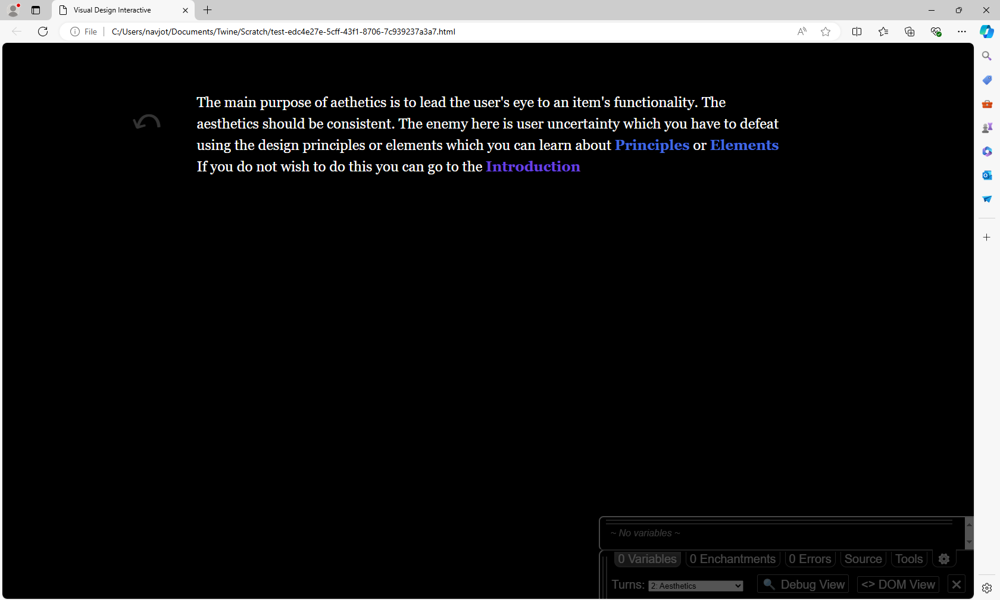 Visual Design Interactive
File
C:/Users/navjot/Documents/Twine/Scratch/test-edc4e27e-5cff-43f1-8706-7c939237a3a7.html
The main purpose of aethetics is to lead the user's eye to an item's functionality. The
aesthetics should be consistent. The enemy here is user uncertainty which you have to defeat
using the design principles or elements which you can learn about Principles or Elements
If you do not wish to do this you can go to the Introduction
~ No variables ~
0 Variables 0 Enchantments 0 Errors Source Tools
Turns: 2: Aesthetics Debug View <> DOM View